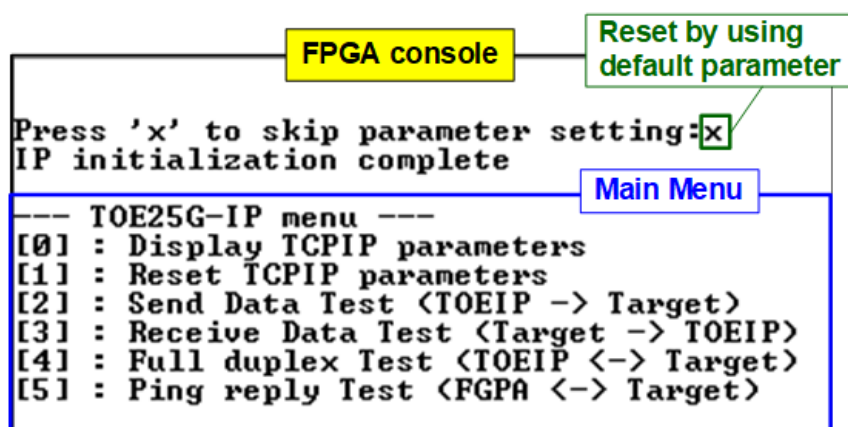 FPGA console
Reset by using
default parameter
Press 'x' to skip parameter setting:x
IP initialization complete
Main Menu
--- TOE25G-IP menu ---
[0] : Display TCPIP parameters
[1] : Reset TCPIP parameters
[2] : Send Data Test (TOEIP -> Target)
[3] : Receive Data Test (Target -> TOEIP)
[4] : Full duplex Test (TOEIP <-> Target)
[5] : Ping reply Test (FGPA <-> Target)